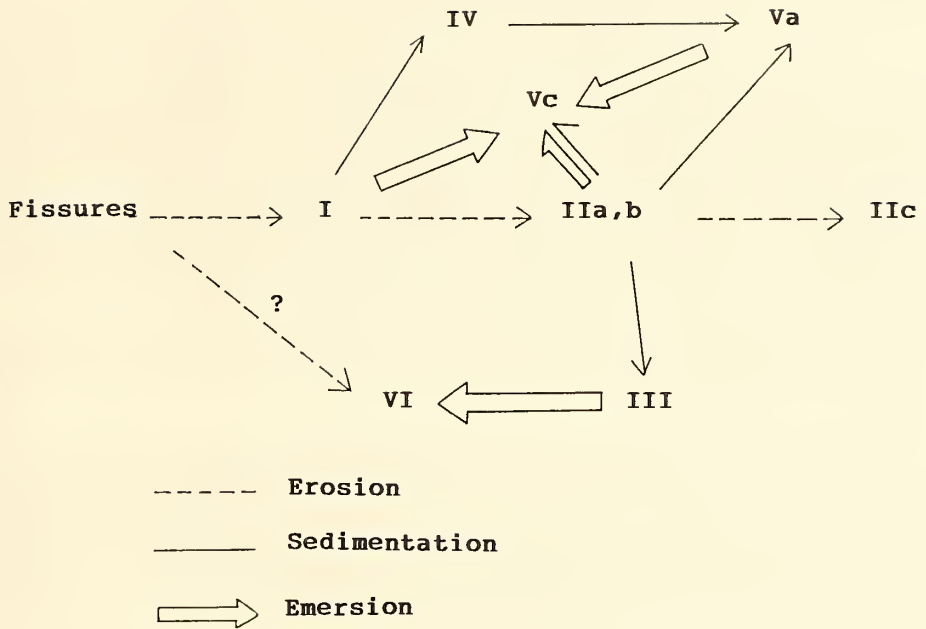 IV Va
Vc
Fissures I IIa,b IIc
?
VI III
Erosion
Sedimentation
Emersion